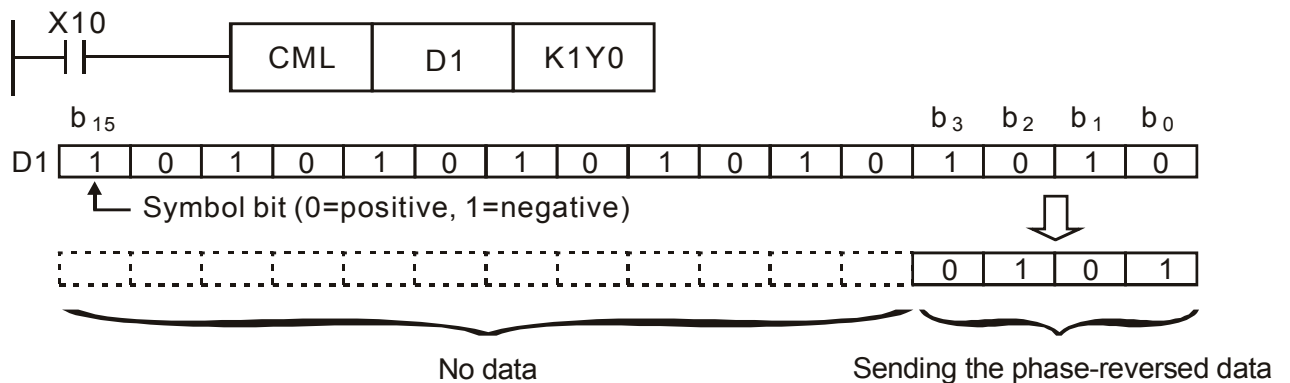 X10
CML D1 K1Y0
b15 b3 b2 b1 b0
D1 1 0 1 0 1 0 1 0 1 0 1 0 1 0 1 0
Symbol bit (0=positive, 1=negative)
0 1 0 1
No data Sending the phase-reversed data